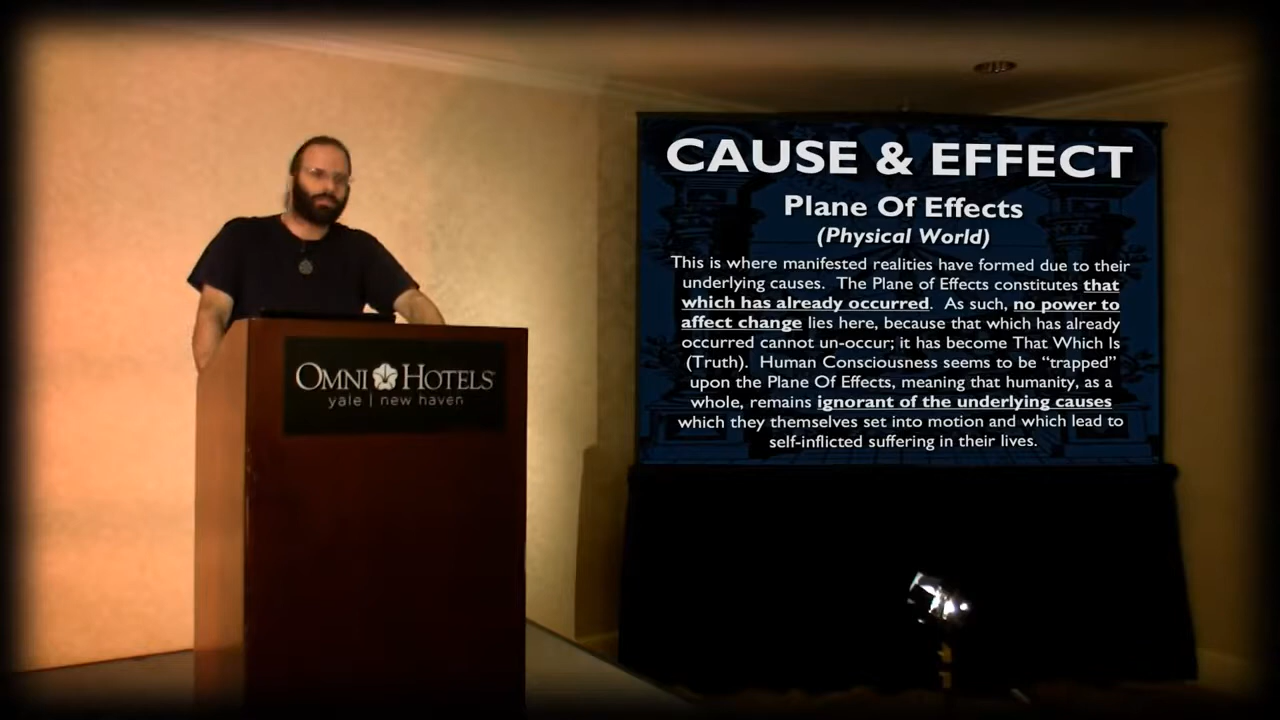 CAUSE & EFFECT
Plane Of Effects
(Physical World)
This is where manifested realities have formed due to their
underlying causes. The Plane of Effects constitutes that
which has already occurred. As such, no power to
affect change lies here, because that which has already
occurred cannot un-occur; it has become That Which Is
(Truth). Human Consciousness seems to be “trapped”
upon the Plane Of Effects, meaning that humanity, as a
whole, remains ignorant of the underlying causes
which they themselves set into motion and which lead to
self-inflicted suffering in their lives.
OMNI HOTELS
yale | new haven